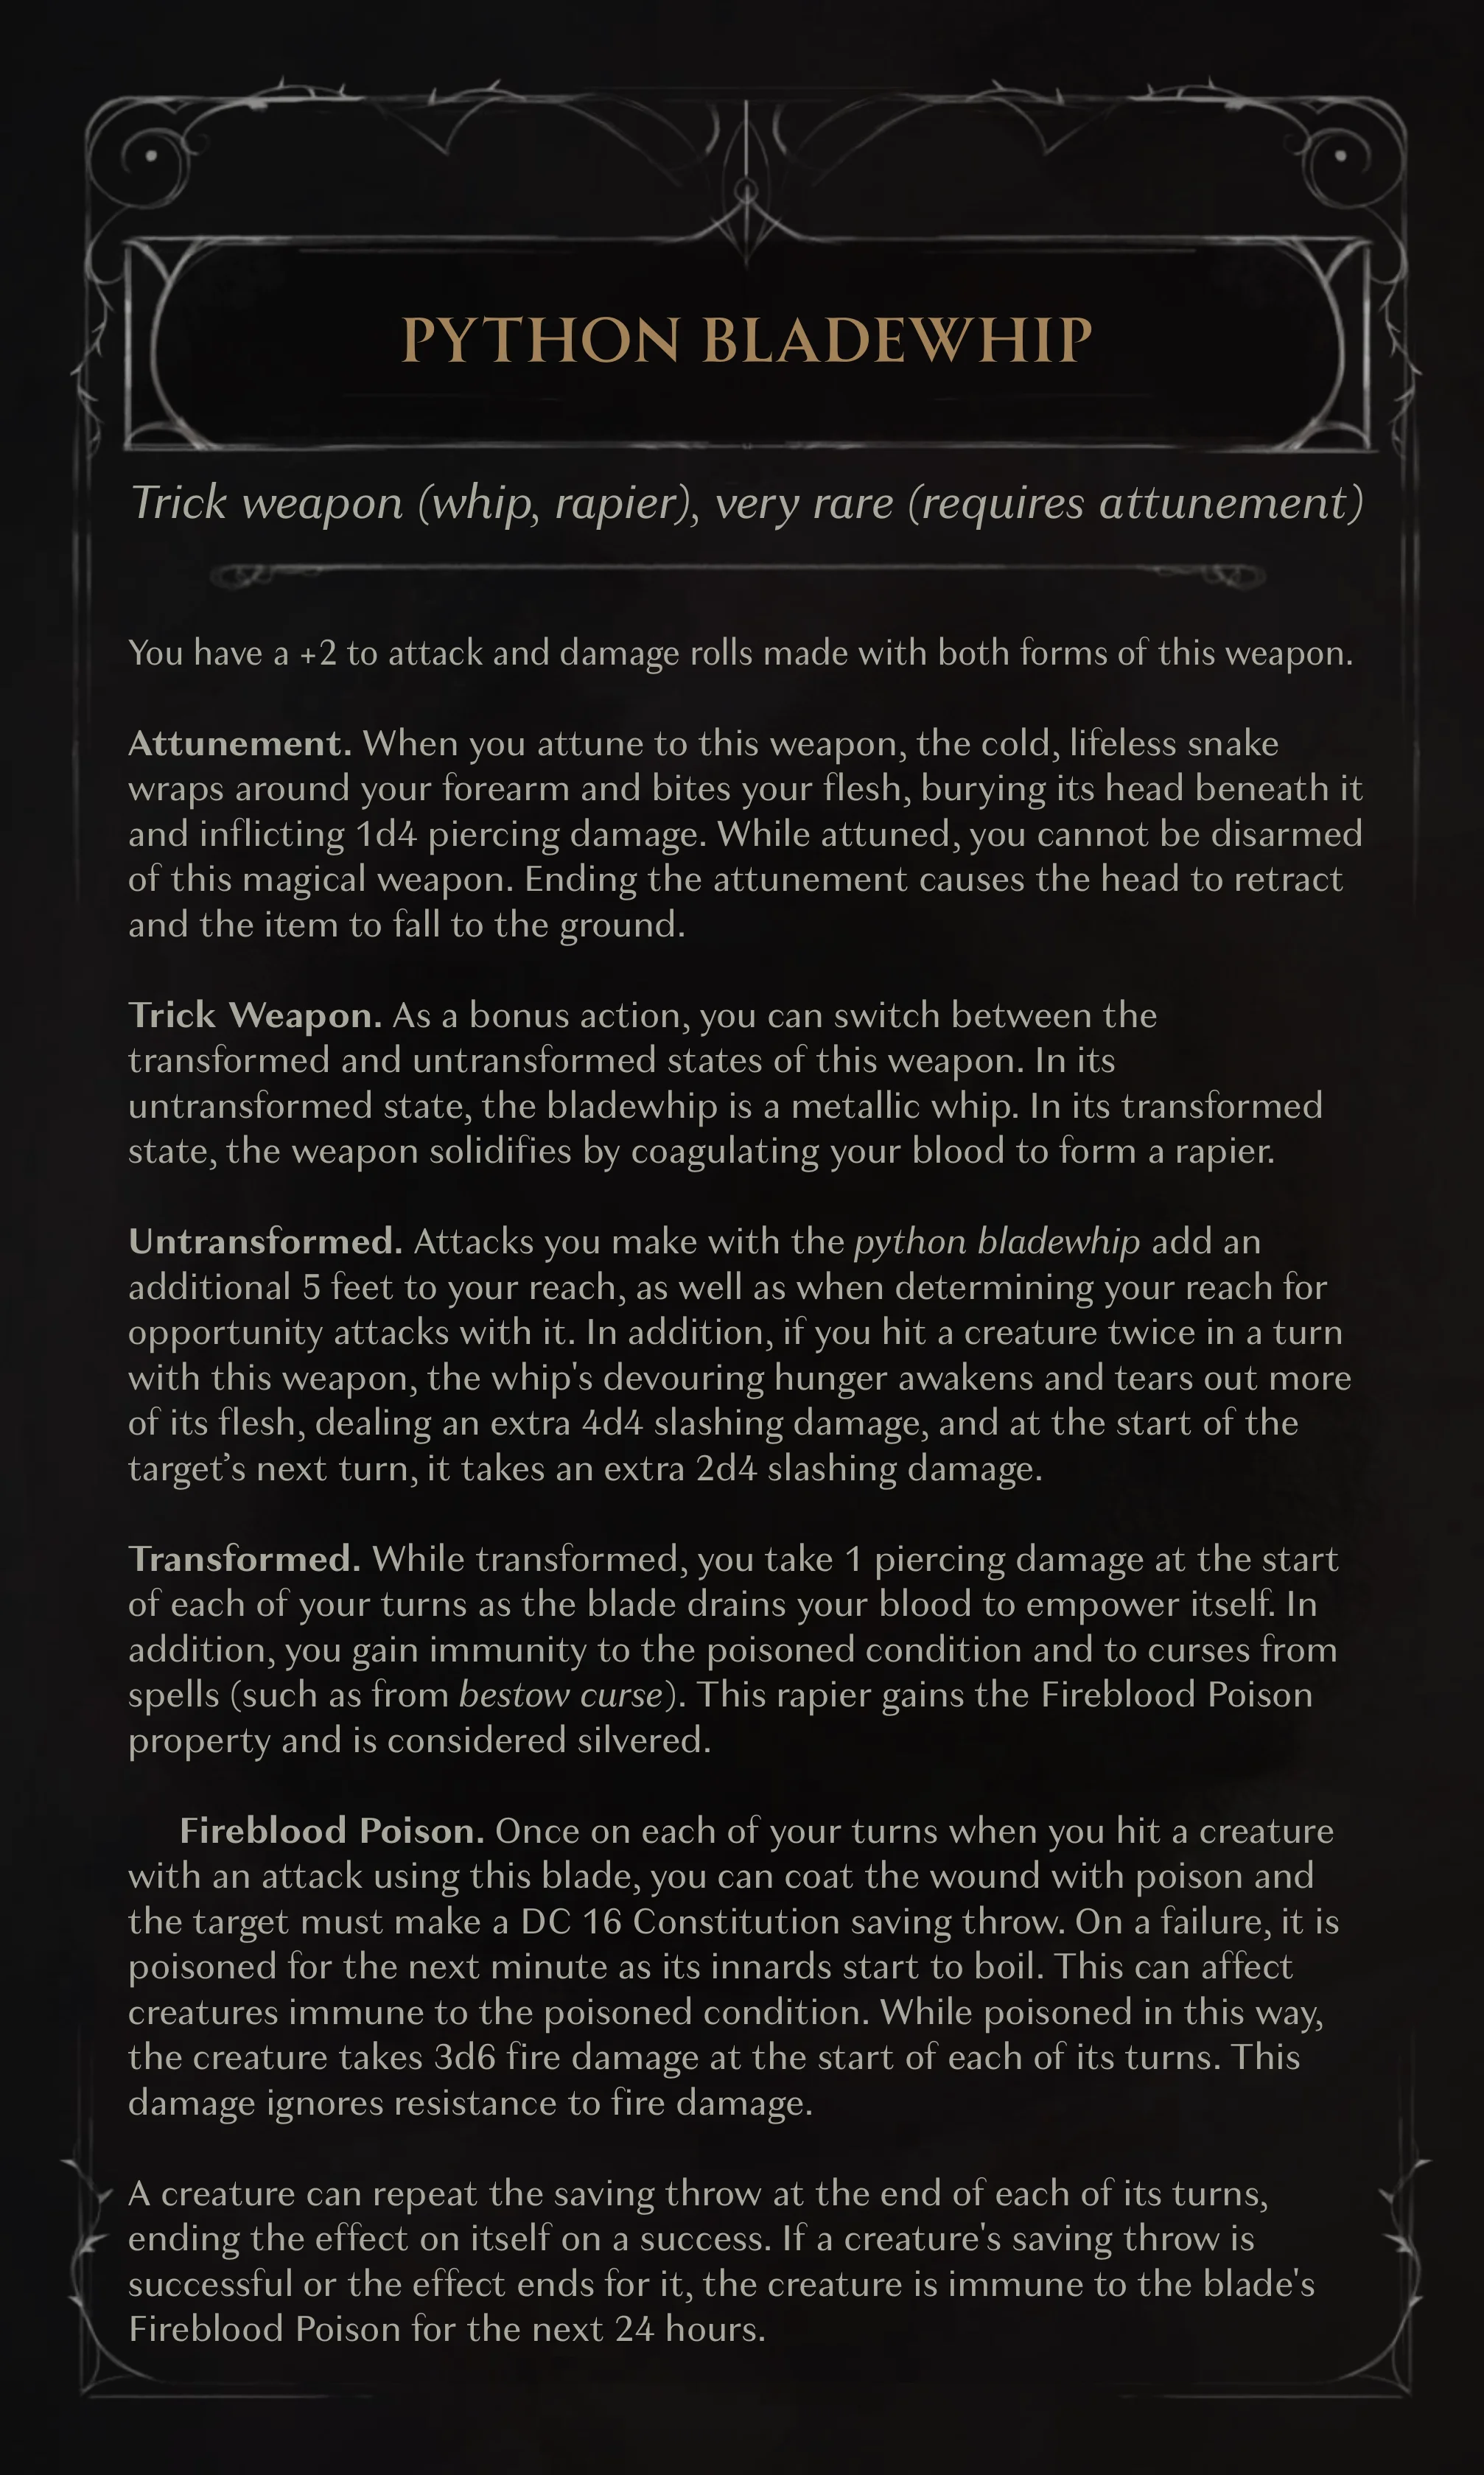 PYTHON BLADEWHIP
Trick weapon (whip, rapier), very rare (requires attunement)
You have a +2 to attack and damage rolls made with both forms of this weapon.
Attunement. When you attune to this weapon, the cold, lifeless snake
wraps around your forearm and bites your flesh, burying its head beneath it
and inflicting 1d4 piercing damage. While attuned, you cannot be disarmed
of this magical weapon. Ending the attunement causes the head to retract
and the item to fall to the ground.
Trick Weapon. As a bonus action, you can switch between the
transformed and untransformed states of this weapon. In its
untransformed state, the bladewhip is a metallic whip. In its transformed
state, the weapon solidifies by coagulating your blood to form a rapier.
Untransformed. Attacks you make with the python bladewhip add an
additional 5 feet to your reach, as well as when determining your reach for
opportunity attacks with it. In addition, if you hit a creature twice in a turn
with this weapon, the whip's devouring hunger awakens and tears out more
of its flesh, dealing an extra 4d4 slashing damage, and at the start of the
target’s next turn, it takes an extra 2d4 slashing damage.
Transformed. While transformed, you take 1 piercing damage at the start
of each of your turns as the blade drains your blood to empower itself. In
addition, you gain immunity to the poisoned condition and to curses from
spells (such as from bestow curse). This rapier gains the Fireblood Poison
property and is considered silvered.
Fireblood Poison. Once on each of your turns when you hit a creature
with an attack using this blade, you can coat the wound with poison and
the target must make a DC 16 Constitution saving throw. On a failure, it is
poisoned for the next minute as its innards start to boil. This can affect
creatures immune to the poisoned condition. While poisoned in this way,
the creature takes 3d6 fire damage at the start of each of its turns. This
damage ignores resistance to fire damage.
A creature can repeat the saving throw at the end of each of its turns,
ending the effect on itself on a success. If a creature's saving throw is
successful or the effect ends for it, the creature is immune to the blade's
Fireblood Poison for the next 24 hours.